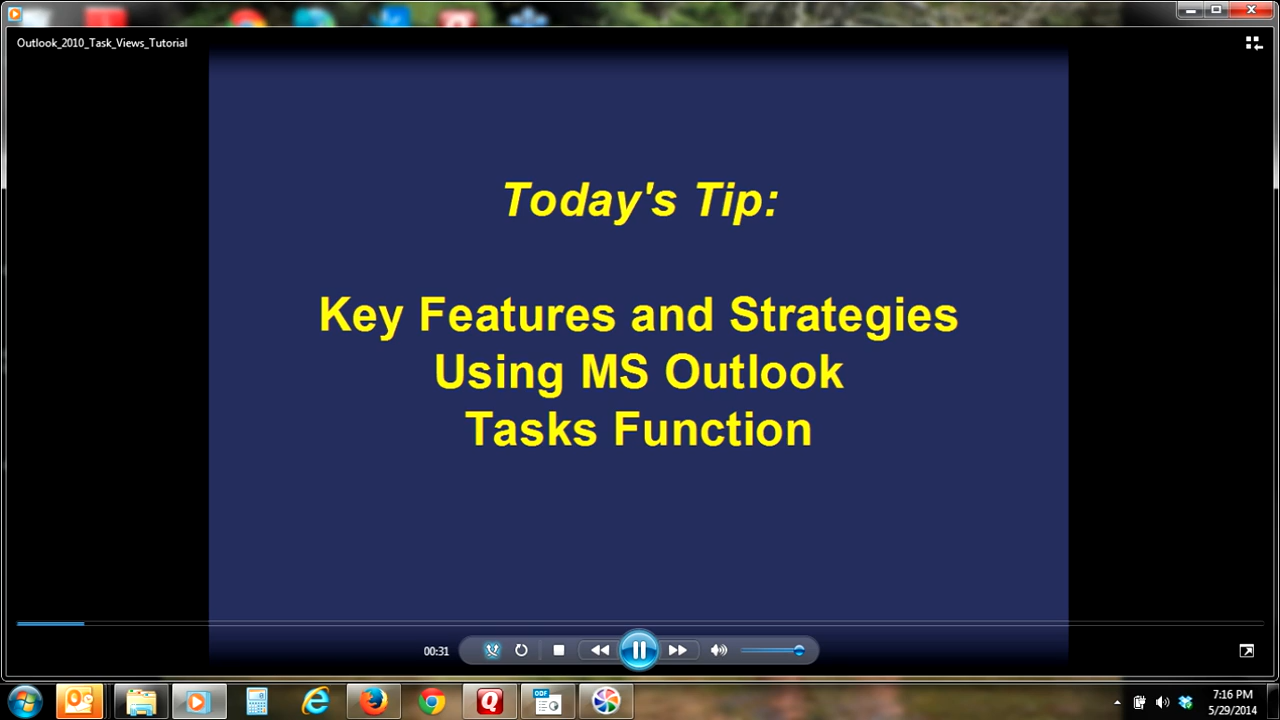 Outlook_2010_Task_Views_Tutorial
Today's Tip:
Key Features and Strategies
Using MS Outlook
Tasks Function
00:31
ODF
7:16 PM
5/29/2014